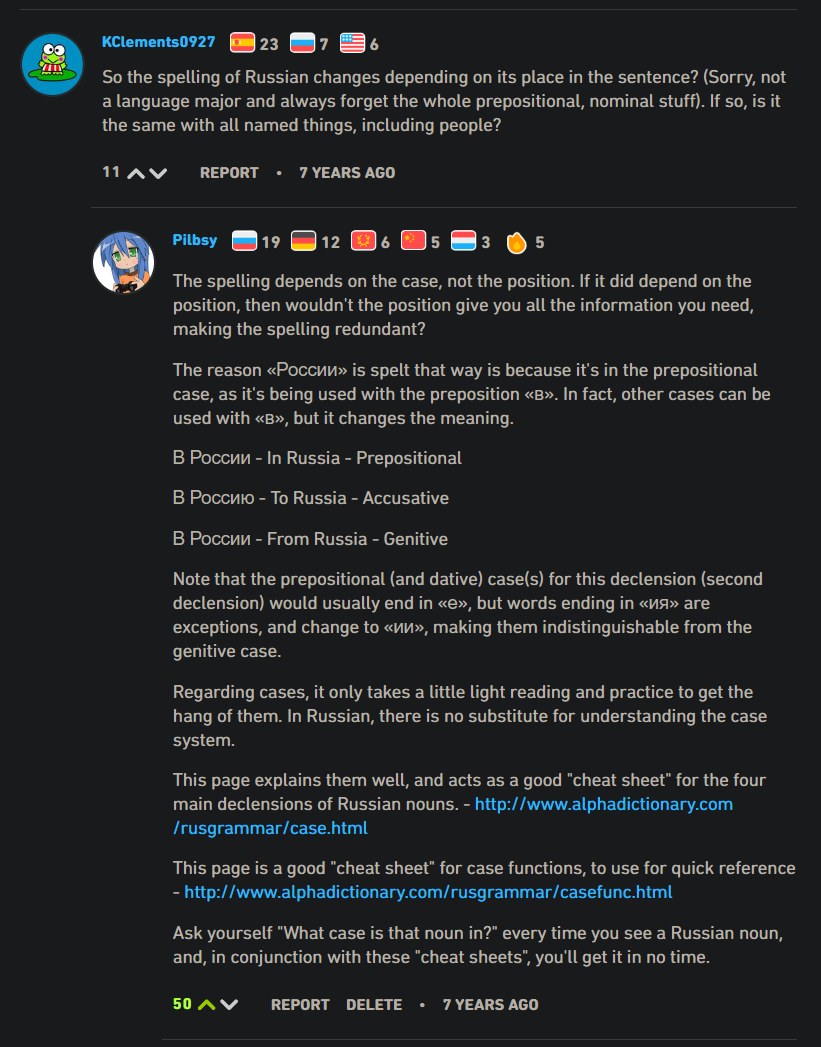 KClements0927 23 7 6
So the spelling of Russian changes depending on its place in the sentence? (Sorry, not
a language major and always forget the whole prepositional, nominal stuff). If so, is it
the same with all named things, including people?
11 REPORT • 7 YEARS AGO
Pilbsy 19 12 6 5 3 5
The spelling depends on the case, not the position. If it did depend on the
position, then wouldn't the position give you all the information you need,
making the spelling redundant?
The reason «России» is spelt that way is because it's in the prepositional
case, as it's being used with the preposition «в». In fact, other cases can be
used with «в», but it changes the meaning.
В России - In Russia - Prepositional
В Россию - To Russia - Accusative
В России - From Russia - Genitive
Note that the prepositional (and dative) case(s) for this declension (second
declension) would usually end in «е», but words ending in «ия» are
exceptions, and change to «ии», making them indistinguishable from the
genitive case.
Regarding cases, it only takes a little light reading and practice to get the
hang of them. In Russian, there is no substitute for understanding the case
system.
This page explains them well, and acts as a good "cheat sheet" for the four
main declensions of Russian nouns. - http://www.alphadictionary.com
/rusgrammar/case.html
This page is a good "cheat sheet" for case functions, to use for quick reference
- http://www.alphadictionary.com/rusgrammar/casefunc.html
Ask yourself "What case is that noun in?" every time you see a Russian noun,
and, in conjunction with these "cheat sheets", you'll get it in no time.
50 REPORT DELETE • 7 YEARS AGO